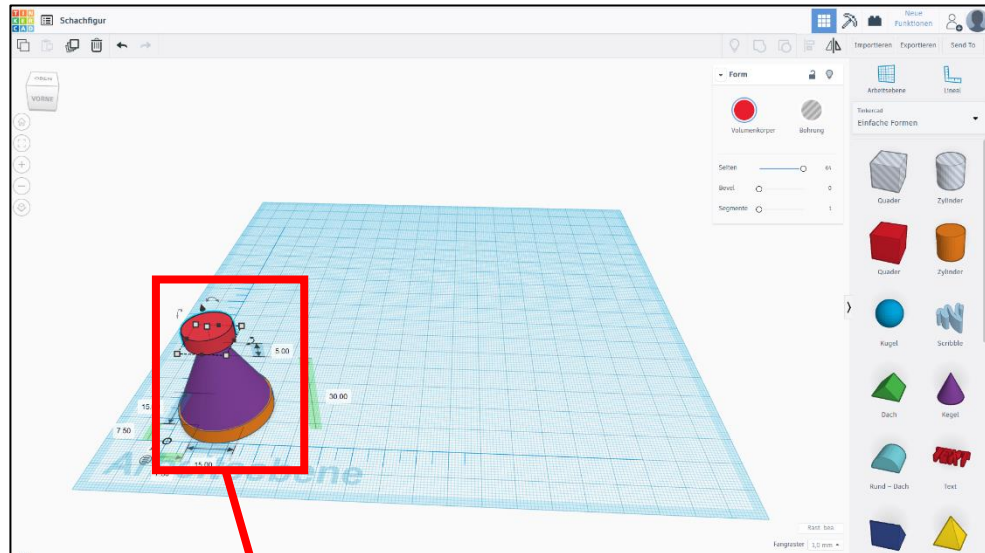 TIN
KER
CAD
Schachfigur
Neue
Funktionen
Importieren Exportieren Send To
VORNE
Form
Volumenkörper Bohrung
Seiten
Bevel 0
Segmente 1
Arbeitsebene Lineal
Tinkercad
Einfache Formen
Quader Zylinder
Quader Zylinder
Kugel Scribble
Dach Kegel
TEXT
Rund – Dach Text
5.00
30.00
7.50
15.00
Arbeitsebene
Fangraster 1,0 mm